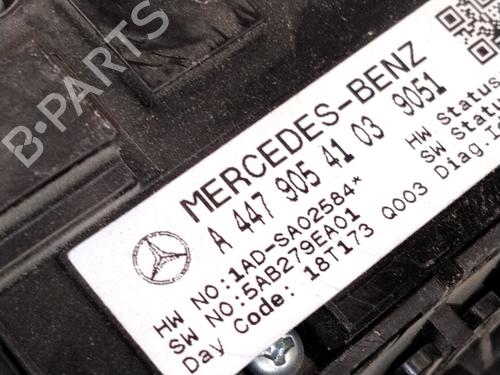 B-PARTS
MERCEDES-BENZ
A 447 905 41 03 9051
HW NO.:1AD-SA02584*
SW NO.:5AB279EA01
Day Code: 18T173 Q003
HW Status
SW Stat
Diag.T